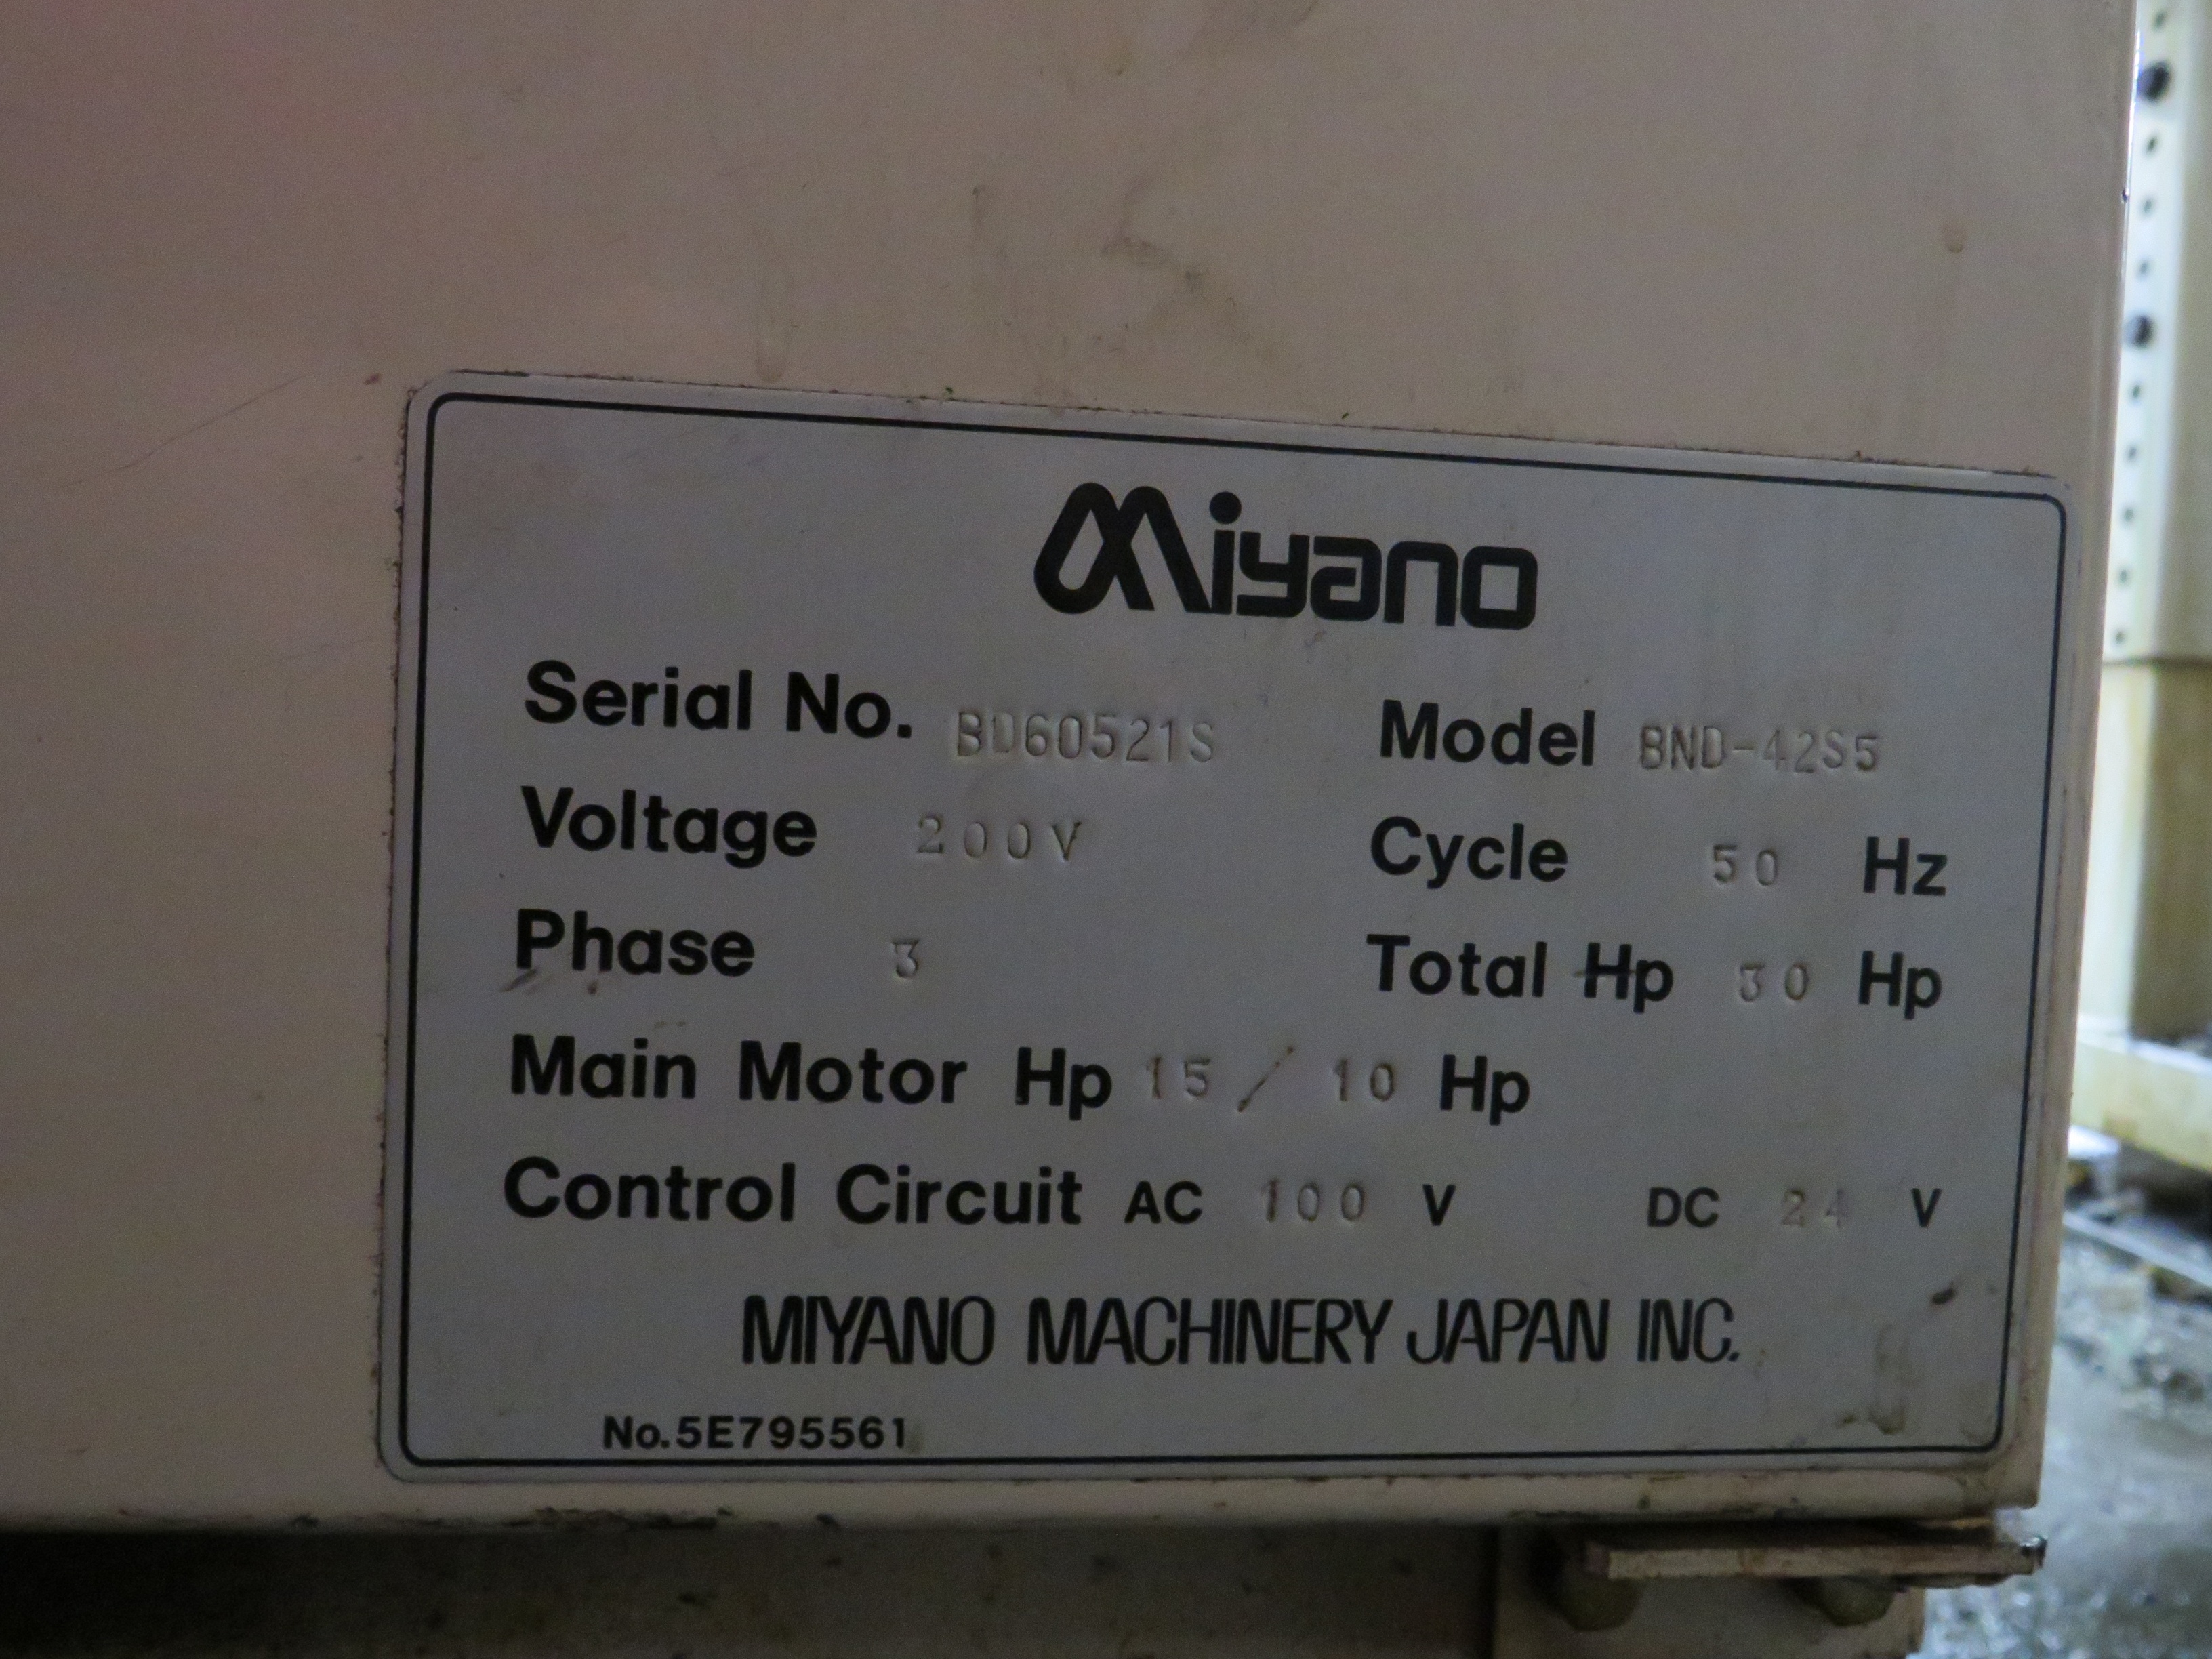 Miyano
Serial No. BD60521S Model BND-42S5
Voltage 200V Cycle 50 Hz
Phase 3 Total Hp 30 Hp
Main Motor Hp 15 / 10 Hp
Control Circuit AC 100 V DC 24 V
MIYANO MACHINERY JAPAN INC.
No.5E795561